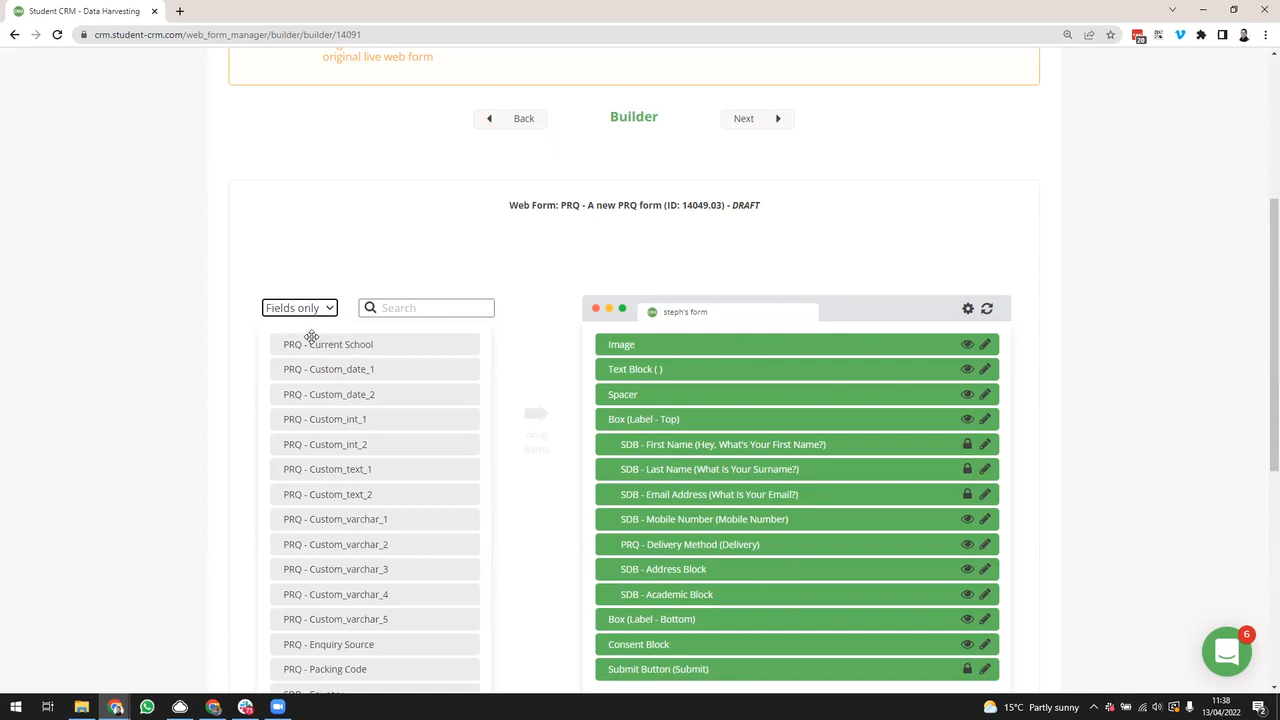 Student CRM - Data Harvesting
crm.student-crm.com/web_form_manager/builder/builder/14091
20
original live web form
Back
Builder
Next
Web Form: PRQ - A new PRQ form (ID: 14049.03) - DRAFT
Fields only
Search
steph's form
PRQ - Current School
PRQ - Custom_date_1
PRQ - Custom_date_2
PRQ - Custom_int_1
PRQ - Custom_int_2
PRQ - Custom_text_1
PRQ - Custom_text_2
PRQ - Custom_varchar_1
PRQ - Custom_varchar_2
PRQ - Custom_varchar_3
PRQ - Custom_varchar_4
PRQ - Custom_varchar_5
PRQ - Enquiry Source
PRQ - Packing Code
drag
items
Image
Text Block ( )
Spacer
Box (Label - Top)
SDB - First Name (Hey, What's Your First Name?)
SDB - Last Name (What Is Your Surname?)
SDB - Email Address (What Is Your Email?)
SDB - Mobile Number (Mobile Number)
PRQ - Delivery Method (Delivery)
SDB - Address Block
SDB - Academic Block
Box (Label - Bottom)
Consent Block
Submit Button (Submit)
6
15°C Partly sunny
11:38
13/04/2022
2